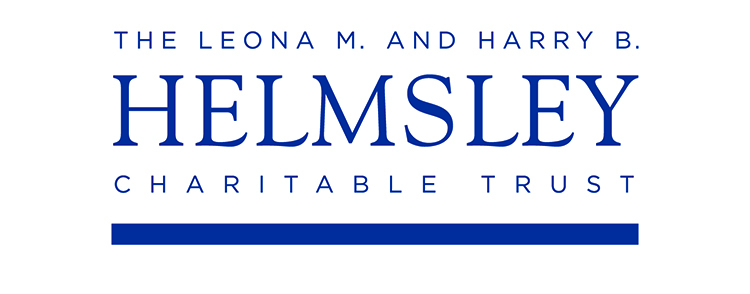 THE LEONA M. AND HARRY B.
HELMSLEY
CHARITABLE TRUST